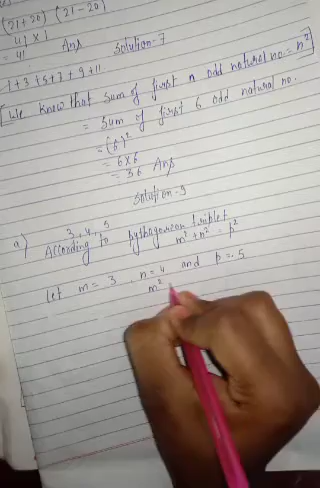 (21+20) (21-20)
41 × 1
= 41 Ans
Solution-7
1+3+5+7+9+11
[We know that sum of first n odd natural no. = n²]
= Sum of first 6 odd natural no.
= (6)²
= 6×6
= 36 Ans
Solution-9
a) 3, 4, 5
According to pythogorean triplet
m²+n² = p²
Let m = 3, n = 4 and p = 5
m²